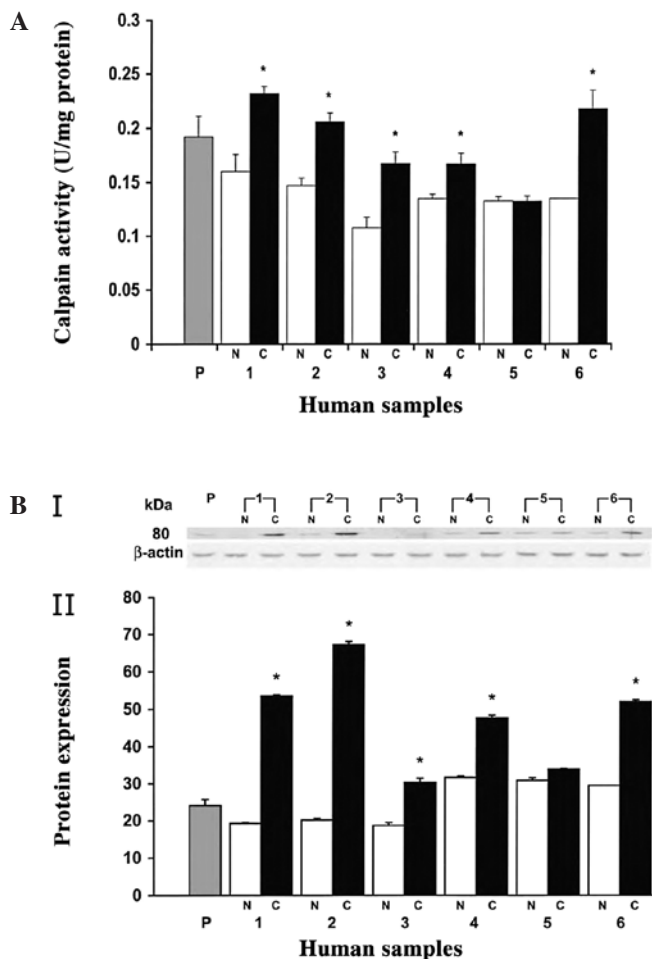 A
Calpain activity (U/mg protein)
0.3
0.25
0.2
0.15
0.1
0.05
0
* * * * *
N C N C N C N C N C N C
P 1 2 3 4 5 6
Human samples
B I
kDa P 1 2 3 4 5 6
N C N C N C N C N C N C
80
β-actin
II
Protein expression
80
70
60
50
40
30
20
10
0
* * * * *
N C N C N C N C N C N C
P 1 2 3 4 5 6
Human samples